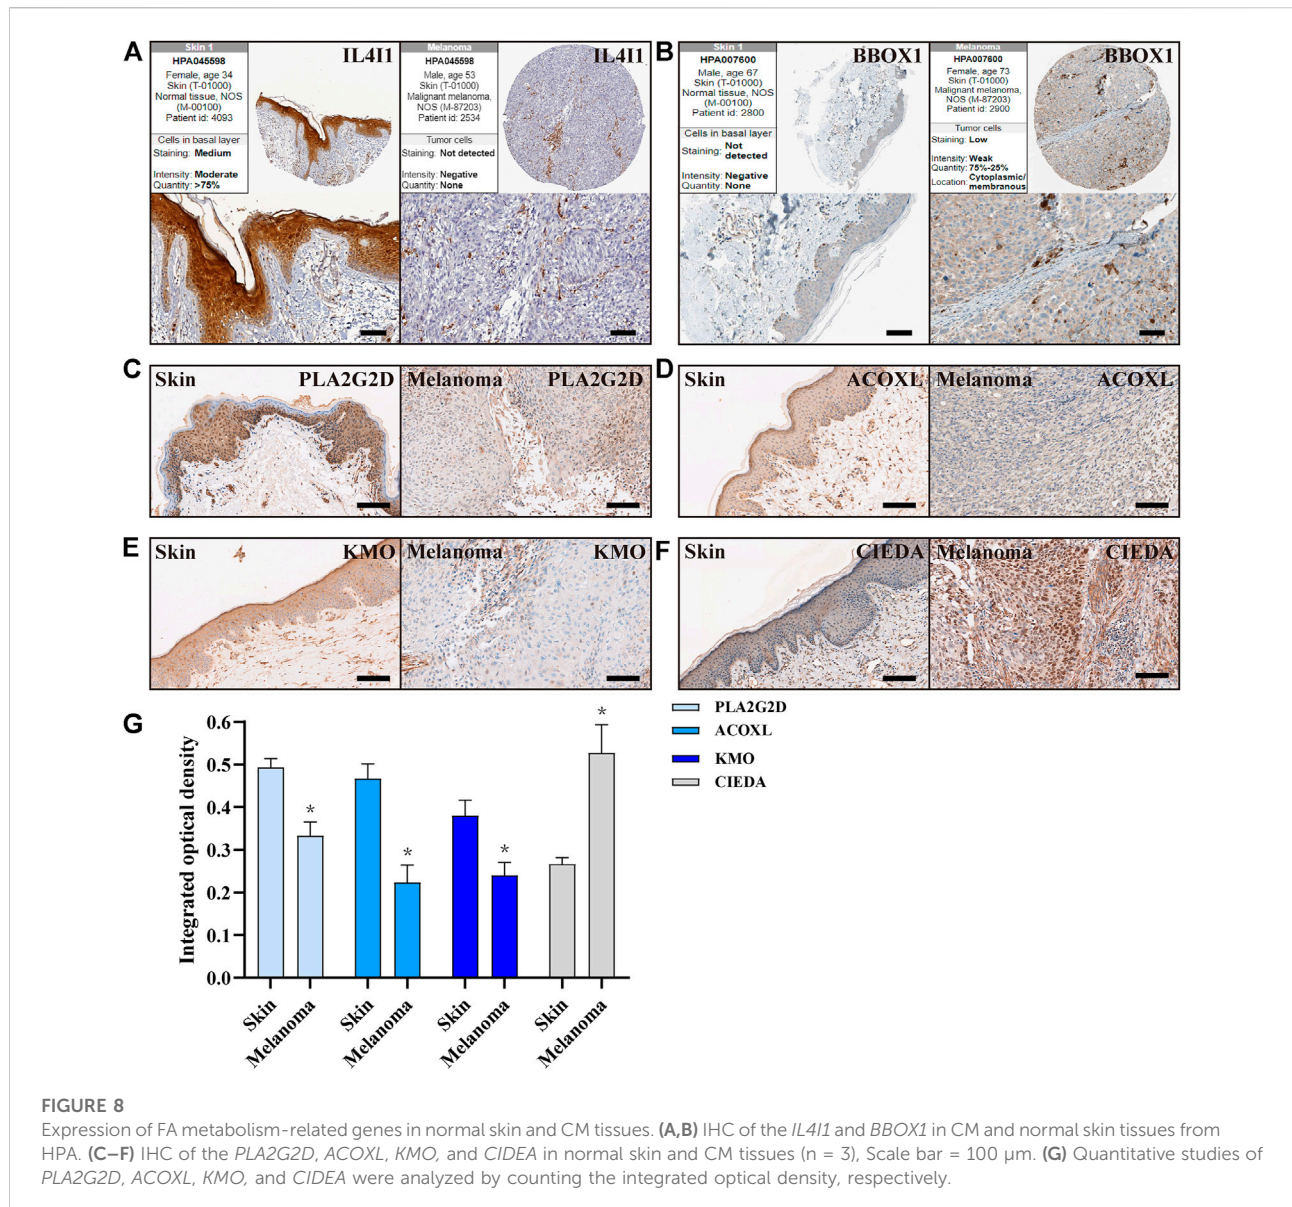 A
Skin 1
HPA045598
Female, age 34
Skin (T-01000)
Normal tissue, NOS
(M-00100)
Patient id: 4093
Cells in basal layer
Staining: Medium
Intensity: Moderate
Quantity: >75%
IL4I1
Melanoma
HPA045598
Male, age 53
Skin (T-01000)
Malignant melanoma,
NOS (M-87203)
Patient id: 2534
Tumor cells
Staining: Not detected
Intensity: Negative
Quantity: None
IL4I1
B
Skin 1
HPA007600
Male, age 67
Skin (T-01000)
Normal tissue, NOS
(M-00100)
Patient id: 2800
Cells in basal layer
Staining: Not
detected
Intensity: Negative
Quantity: None
BBOX1
Melanoma
HPA007600
Female, age 73
Skin (T-01000)
Malignant melanoma,
NOS (M-87203)
Patient id: 2900
Tumor cells
Staining: Low
Intensity: Weak
Quantity: 75%-25%
Location: Cytoplasmic/
membranous
BBOX1
C
Skin PLA2G2D
Melanoma PLA2G2D
D
Skin ACOXL
Melanoma ACOXL
E
Skin KMO
Melanoma KMO
F
Skin CIEDA
Melanoma CIEDA
G
Integrated optical density
0.6
0.5
0.4
0.3
0.2
0.1
0.0
*
*
*
*
Skin
Melanoma
Skin
Melanoma
Skin
Melanoma
Skin
Melanoma
PLA2G2D
ACOXL
KMO
CIEDA
FIGURE 8
Expression of FA metabolism-related genes in normal skin and CM tissues. (A,B) IHC of the IL4I1 and BBOX1 in CM and normal skin tissues from
HPA. (C–F) IHC of the PLA2G2D, ACOXL, KMO, and CIDEA in normal skin and CM tissues (n = 3), Scale bar = 100 μm. (G) Quantitative studies of
PLA2G2D, ACOXL, KMO, and CIDEA were analyzed by counting the integrated optical density, respectively.